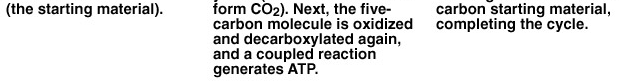 (the starting material).
form CO₂). Next, the five-
carbon molecule is oxidized
and decarboxylated again,
and a coupled reaction
generates ATP.
carbon starting material,
completing the cycle.